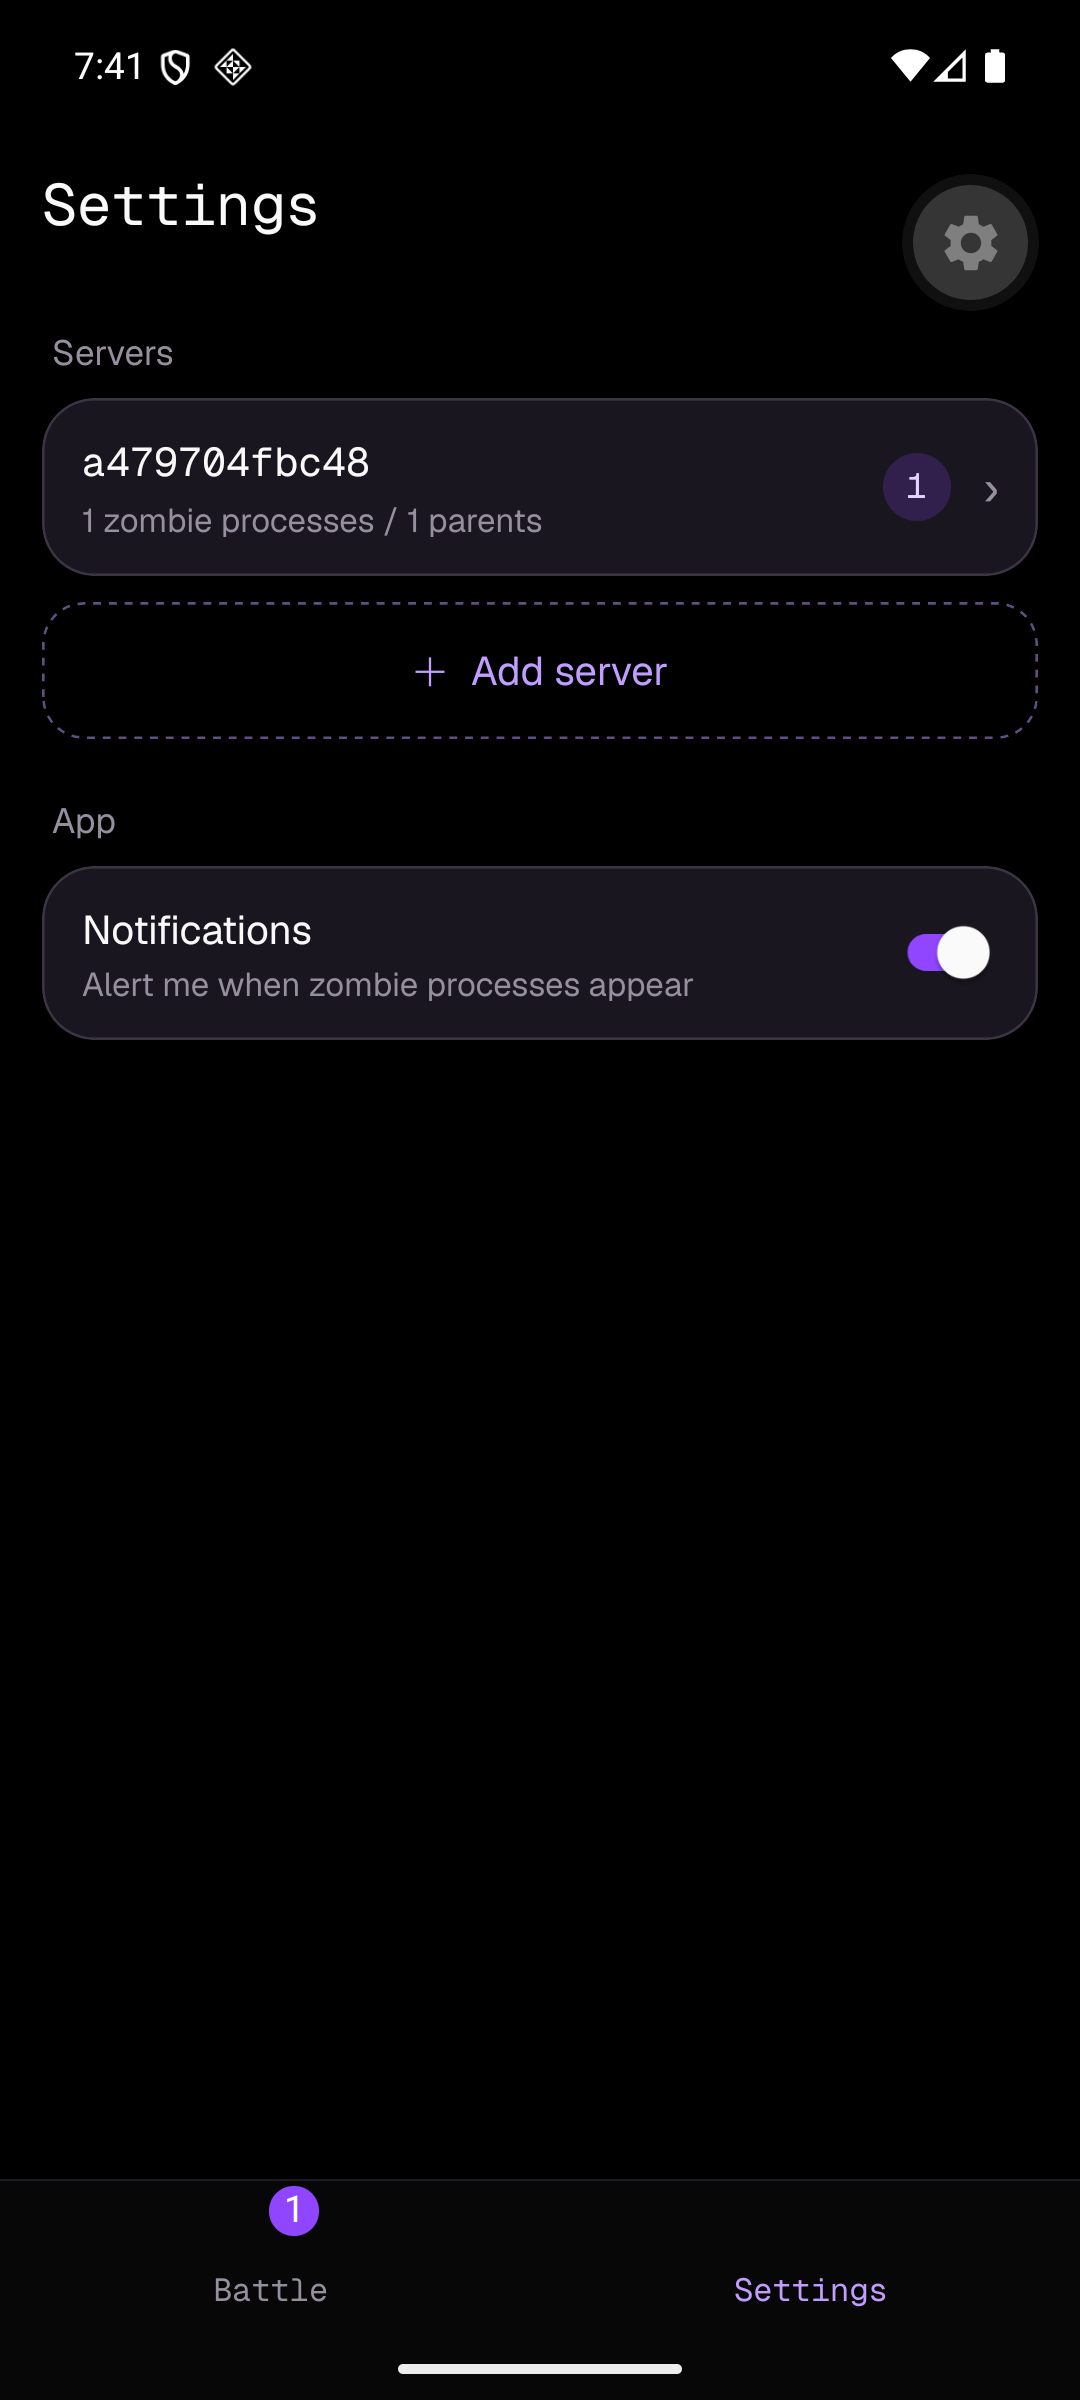 7:41
Settings
Servers
a479704fbc48
1 zombie processes / 1 parents
1
Add server
App
Notifications
Alert me when zombie processes appear
1
Battle
Settings